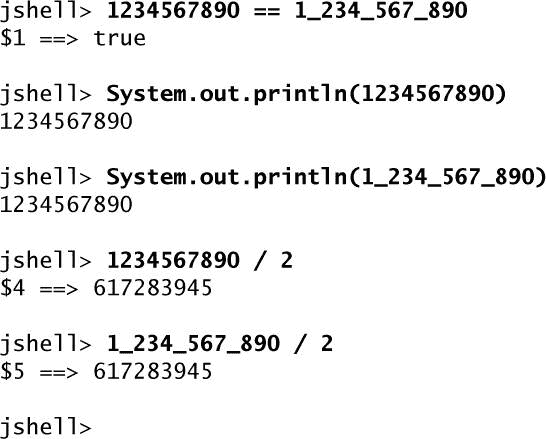 jshell> 1234567890 == 1_234_567_890
$1 ==> true
jshell> System.out.println(1234567890)
1234567890
jshell> System.out.println(1_234_567_890)
1234567890
jshell> 1234567890 / 2
$4 ==> 617283945
jshell> 1_234_567_890 / 2
$5 ==> 617283945
jshell>